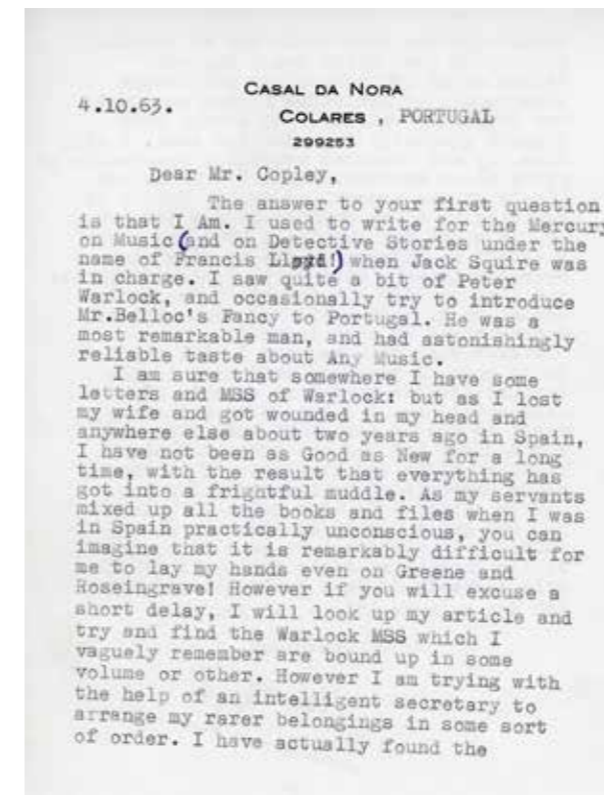 CASAL DA NORA
4.10.63.
COLARES , PORTUGAL
299253
Dear Mr. Copley,
The answer to your first question
is that I Am. I used to write for the Mercury
on Music (and on Detective Stories under the
name of Francis Lloyd!) when Jack Squire was
in charge. I saw quite a bit of Peter
Warlock, and occasionally try to introduce
Mr.Belloc's Fancy to Portugal. He was a
most remarkable man, and had astonishingly
reliable taste about Any Music.
I am sure that somewhere I have some
letters and MSS of Warlock: but as I lost
my wife and got wounded in my head and
anywhere else about two years ago in Spain,
I have not been as Good as New for a long
time, with the result that everything has
got into a frightful muddle. As my servants
mixed up all the books and files when I was
in Spain practically unconscious, you can
imagine that it is remarkably difficult for
me to lay my hands even on Greene and
Roseingrave! However if you will excuse a
short delay, I will look up my article and
try and find the Warlock MSS which I
vaguely remember are bound up in some
volume or other. However I am trying with
the help of an intelligent secretary to
arrange my rarer belongings in some sort
of order. I have actually found the